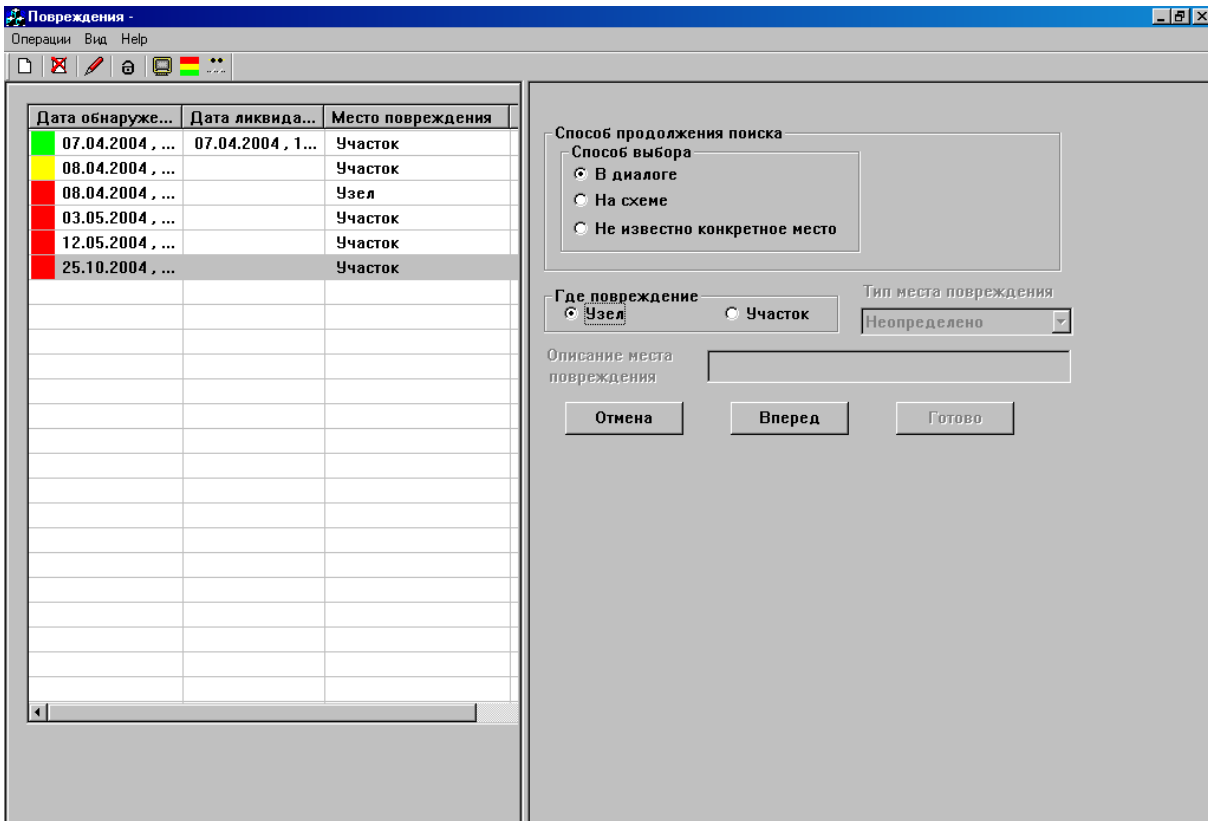 Повреждения -
Операции Вид Help
Дата обнаруже... Дата ликвида... Место повреждения
07.04.2004 , ... 07.04.2004 , 1... Участок
08.04.2004 , ... Участок
08.04.2004 , ... Узел
03.05.2004 , ... Участок
12.05.2004 , ... Участок
25.10.2004 , ... Участок
Способ продолжения поиска
Способ выбора
В диалоге
На схеме
Не известно конкретное место
Где повреждение
Узел Участок
Тип места повреждения
Неопределено
Описание места
повреждения
Отмена Вперед Готово